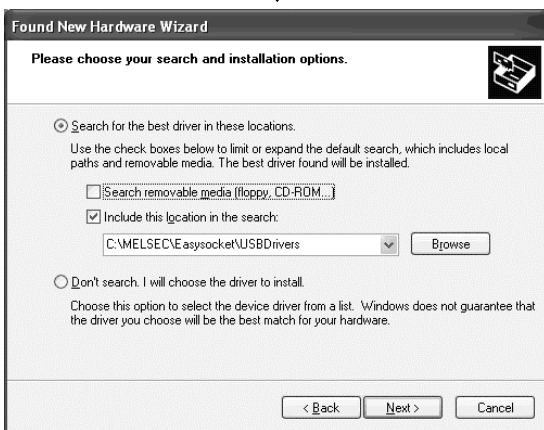 Found New Hardware Wizard
Please choose your search and installation options.
Search for the best driver in these locations.
Use the check boxes below to limit or expand the default search, which includes local
paths and removable media. The best driver found will be installed.
Search removable media (floppy, CD-ROM...)
Include this location in the search:
C:\MELSEC\Easysocket\USBDrivers
Browse
Don't search. I will choose the driver to install.
Choose this option to select the device driver from a list. Windows does not guarantee that
the driver you choose will be the best match for your hardware.
< Back
Next >
Cancel